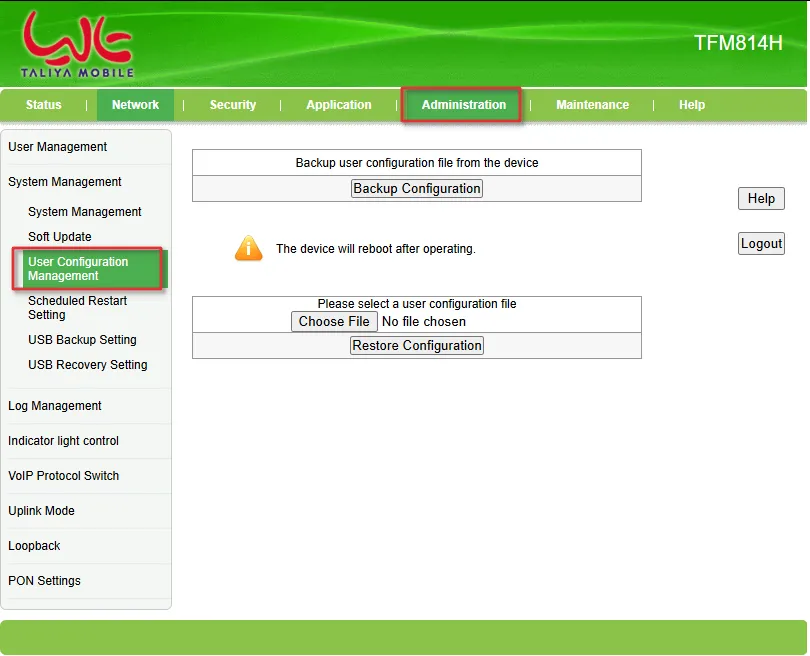 تالیا
TALIYA MOBILE
TFM814H
Status | Network | Security | Application | Administration | Maintenance | Help
User Management
System Management
System Management
Soft Update
User Configuration
Management
Scheduled Restart
Setting
USB Backup Setting
USB Recovery Setting
Log Management
Indicator light control
VoIP Protocol Switch
Uplink Mode
Loopback
PON Settings
Backup user configuration file from the device
Backup Configuration
The device will reboot after operating.
Please select a user configuration file
Choose File No file chosen
Restore Configuration
Help
Logout